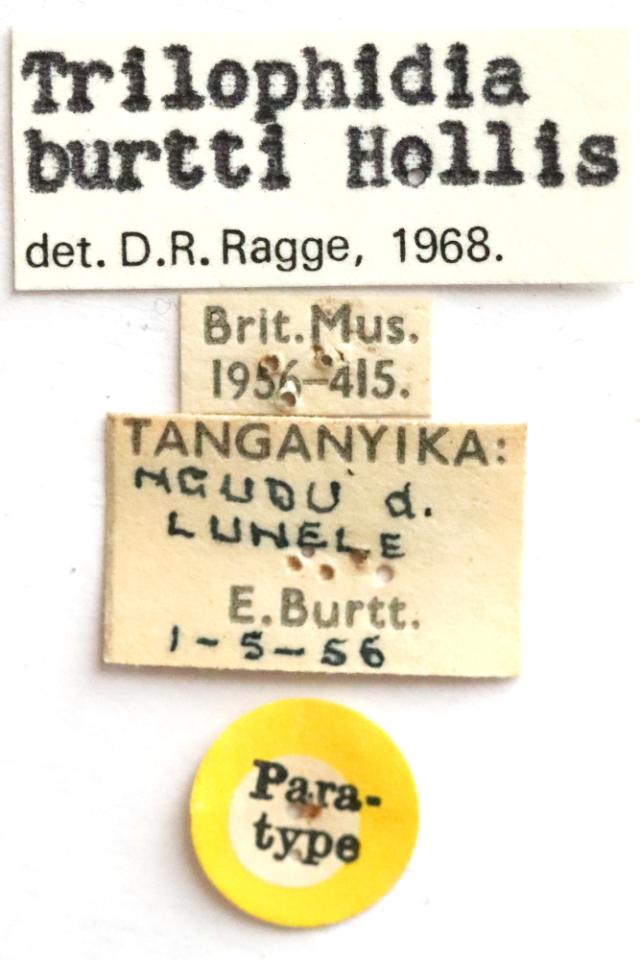 Trilophidia
burtti Hollis
det. D.R. Ragge, 1968.
Brit. Mus.
1956–415.
TANGANYIKA:
NGUDU d.
LUNELE
E. Burtt.
1-5-56
Para-
type